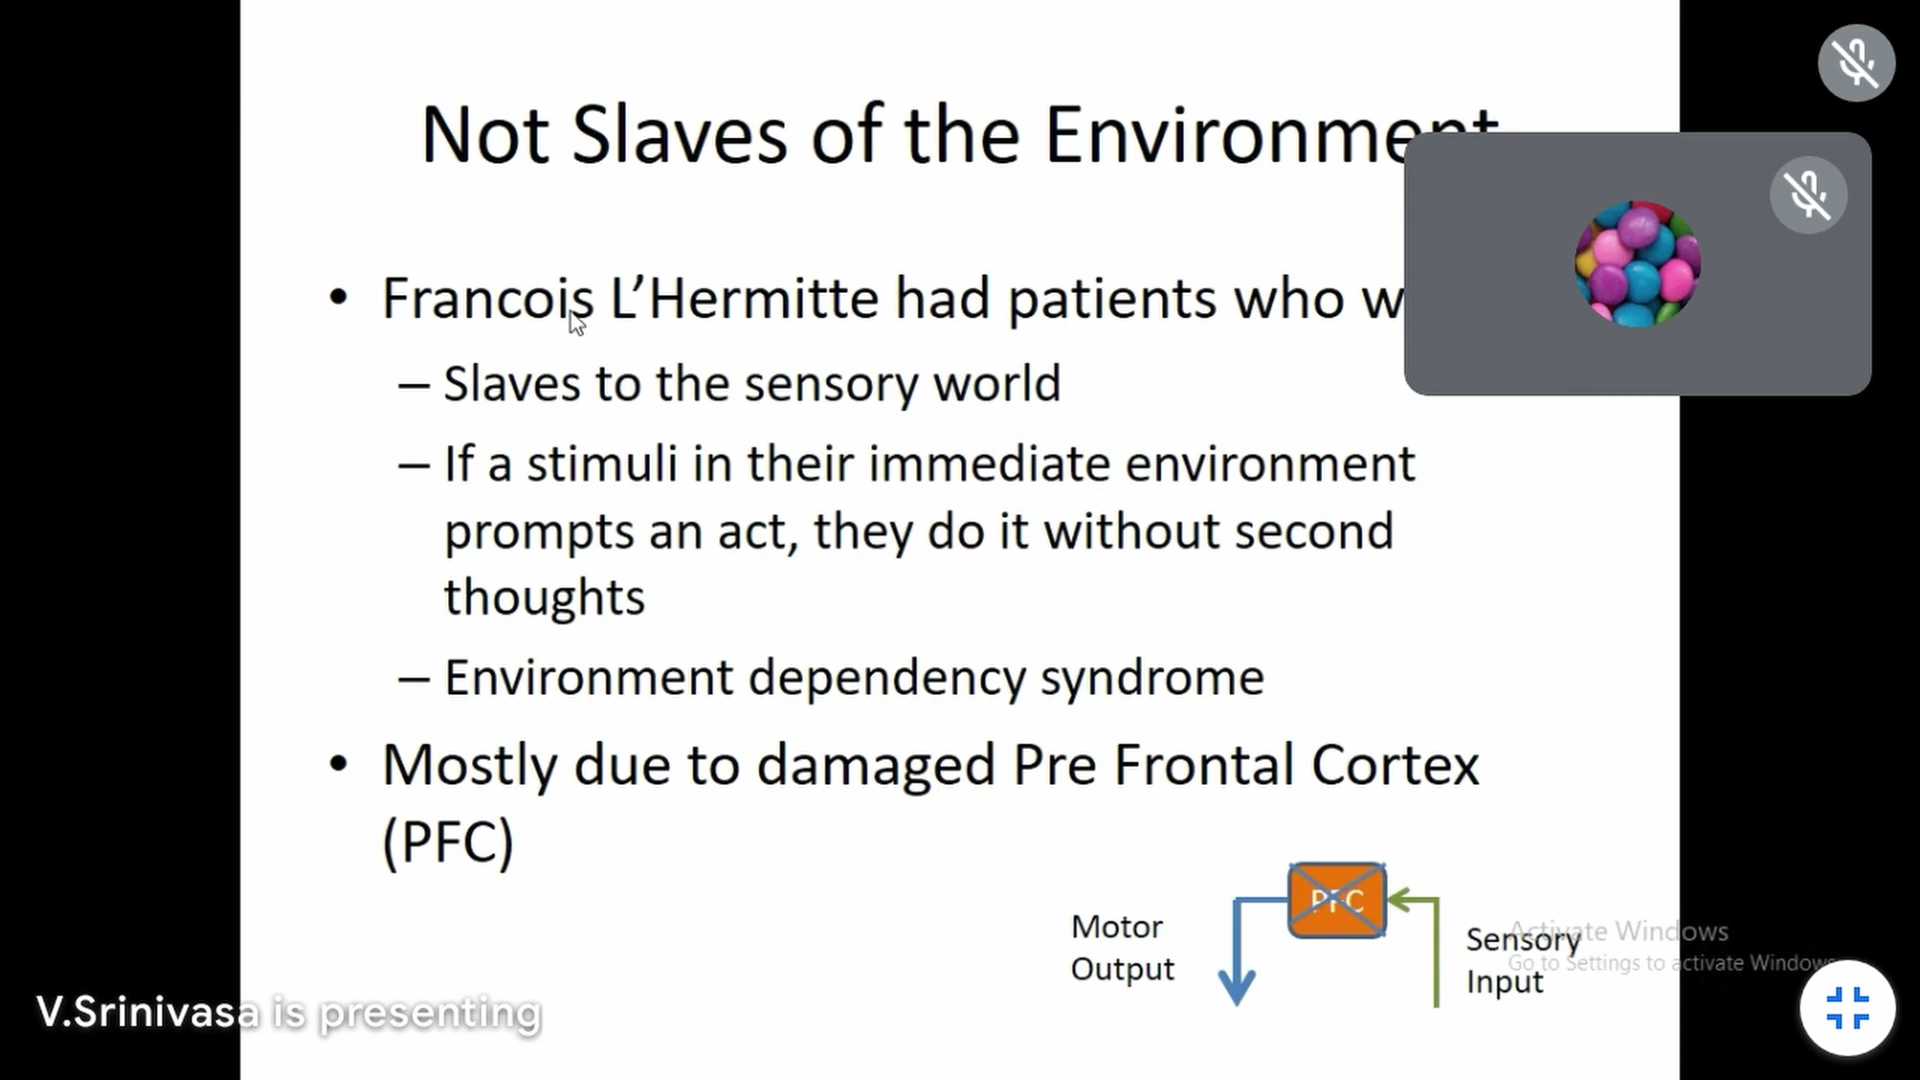 Not Slaves of the Environment
• Francois L’Hermitte had patients who
– Slaves to the sensory world
– If a stimuli in their immediate environment
prompts an act, they do it without second
thoughts
– Environment dependency syndrome
• Mostly due to damaged Pre Frontal Cortex
(PFC)
PFC
Motor
Output
Sensory
Input
Activate Windows
Go to Settings to activate Windows
V.Srinivasa is presenting